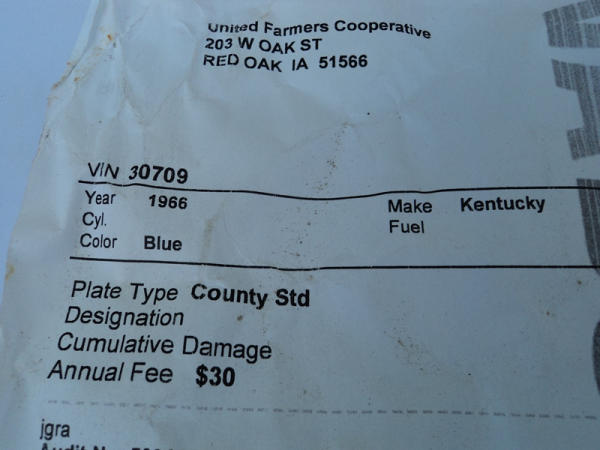 United Farmers Cooperative
203 W OAK ST
RED OAK IA 51566
VIN 30709
Year 1966 Make Kentucky
Cyl. Fuel
Color Blue
Plate Type County Std
Designation
Cumulative Damage
Annual Fee $30
jgra